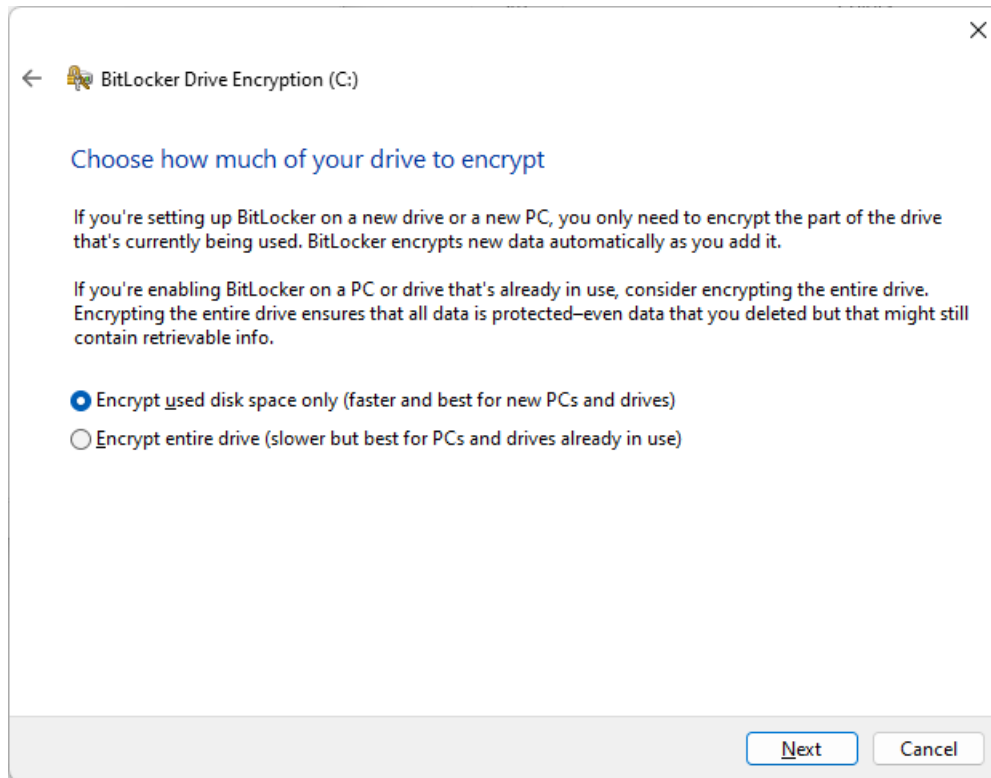 BitLocker Drive Encryption (C:)
Choose how much of your drive to encrypt
If you're setting up BitLocker on a new drive or a new PC, you only need to encrypt the part of the drive
that's currently being used. BitLocker encrypts new data automatically as you add it.
If you're enabling BitLocker on a PC or drive that's already in use, consider encrypting the entire drive.
Encrypting the entire drive ensures that all data is protected–even data that you deleted but that might still
contain retrievable info.
Encrypt used disk space only (faster and best for new PCs and drives)
Encrypt entire drive (slower but best for PCs and drives already in use)
Next Cancel